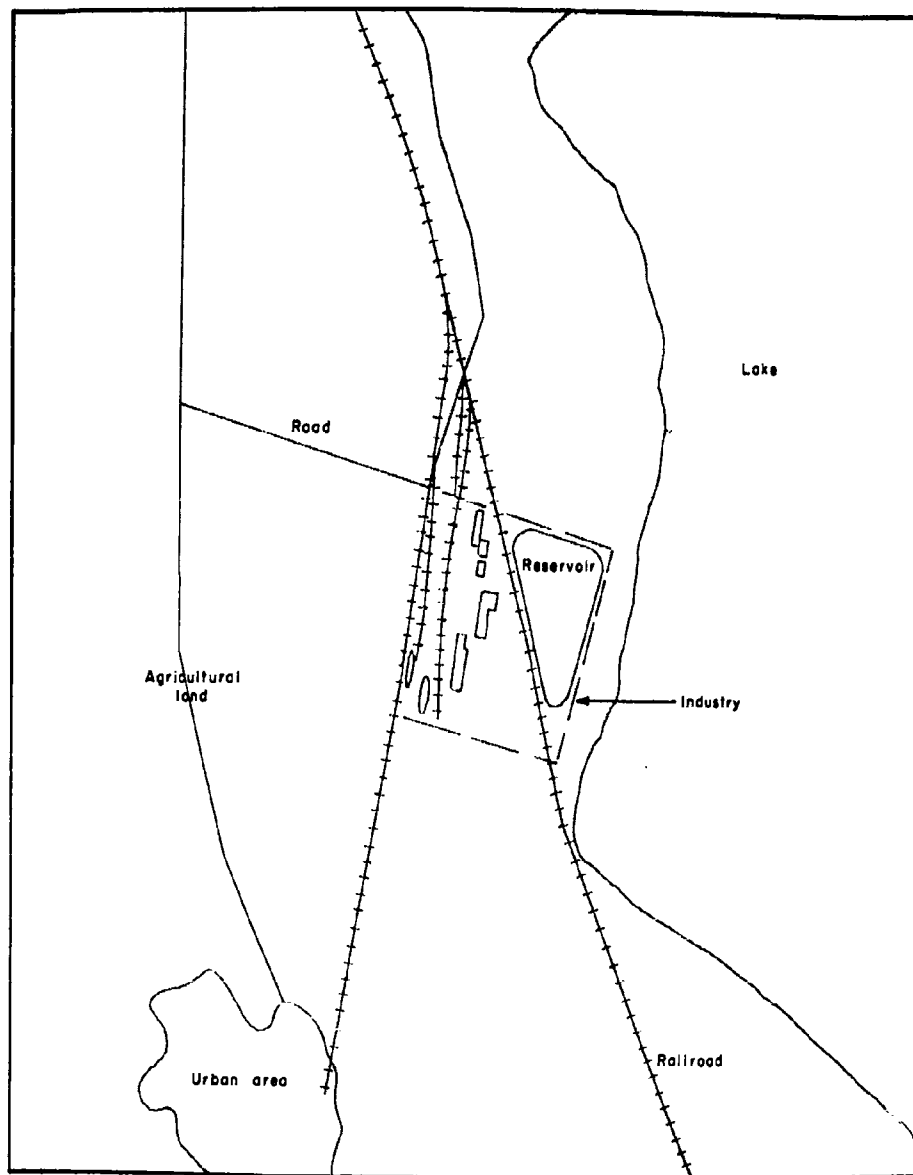 Lake
Road
Reservoir
Agricultural
land
Industry
Urban area
Railroad